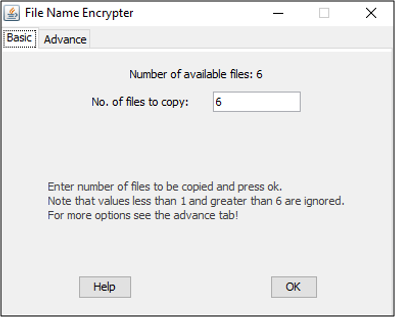 File Name Encrypter
Basic
Advance
Number of available files: 6
No. of files to copy: 6
Enter number of files to be copied and press ok.
Note that values less than 1 and greater than 6 are ignored.
For more options see the advance tab!
Help
OK